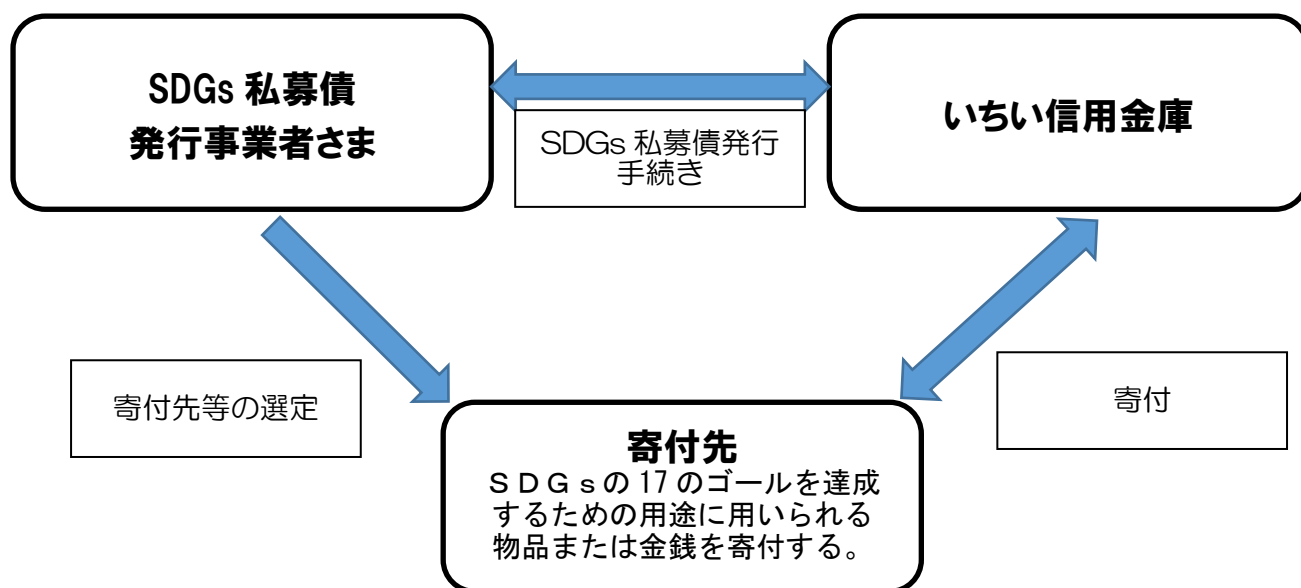 SDGs 私募債
発行事業者さま
いちい信用金庫
SDGs 私募債発行
手続き
寄付先等の選定
寄付
寄付先
ＳＤＧｓの 17 のゴールを達成
するための用途に用いられる
物品または金銭を寄付する。